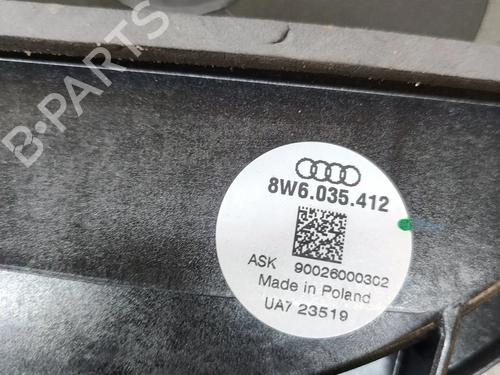 B-PARTS
8W6.035.412
ASK 90026000302
Made in Poland
UA7 23519